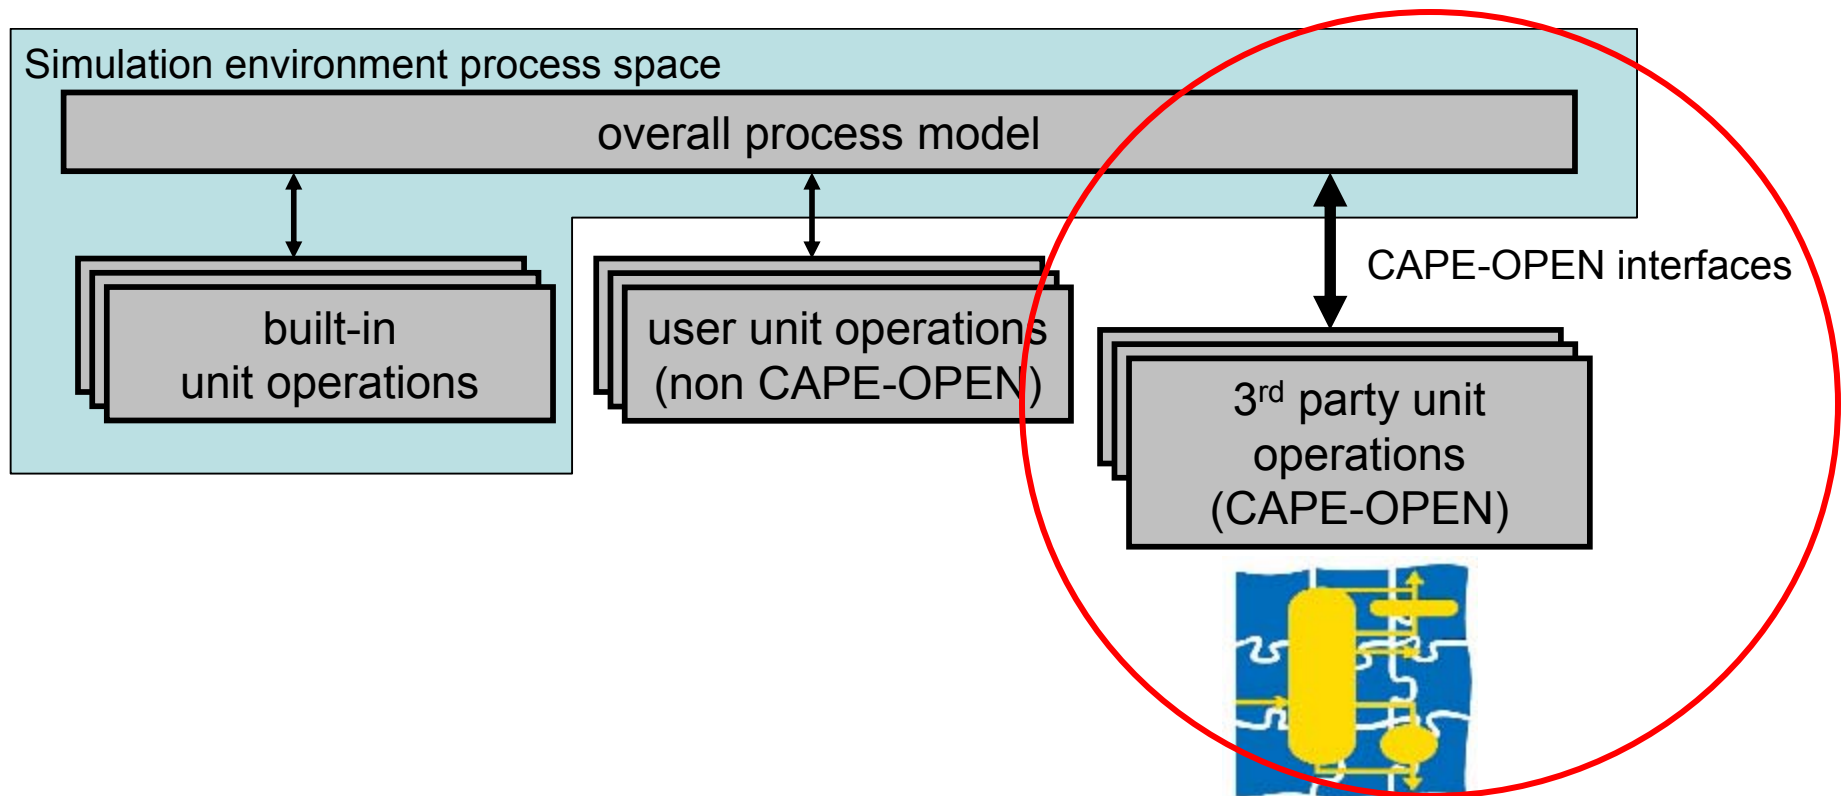 Simulation environment process space
overall process model
CAPE-OPEN interfaces
built-in
unit operations
user unit operations
(non CAPE-OPEN)
3rd party unit
operations
(CAPE-OPEN)